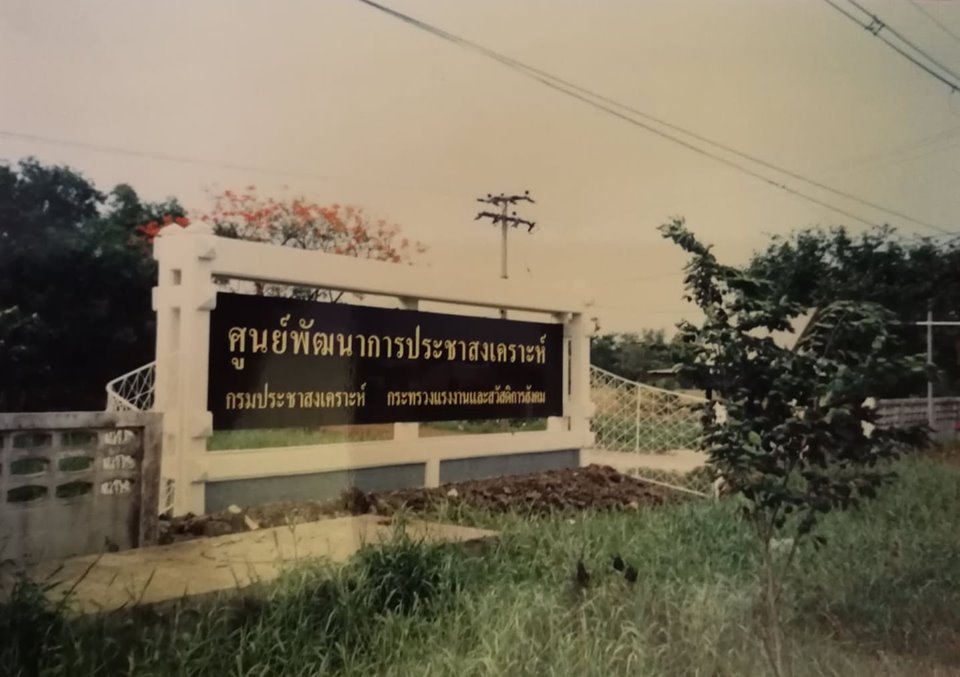 ศูนย์พัฒนาการประชาสงเคราะห์
กรมประชาสงเคราะห์ กระทรวงแรงงานและสวัสดิการสังคม